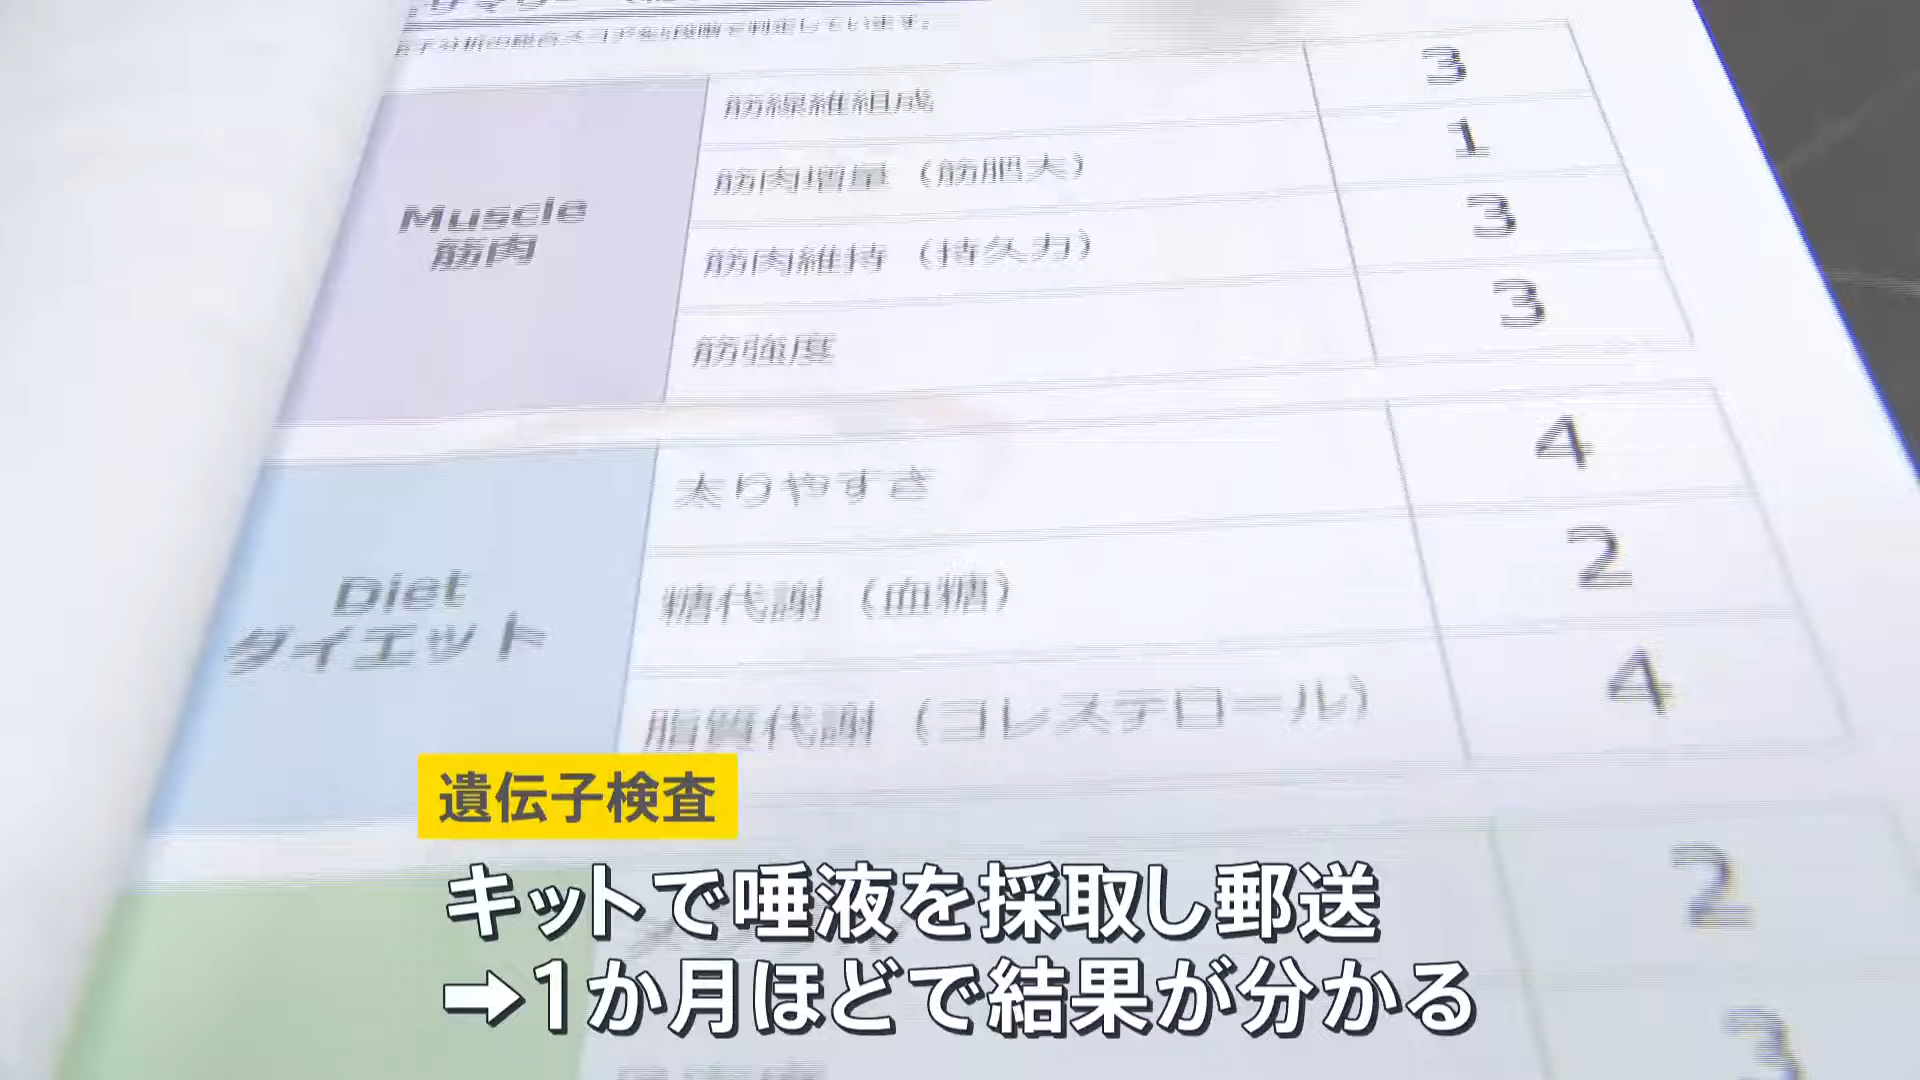 筋線維組成 3
筋肉増量（筋肥大） 1
Muscle
筋肉
筋肉維持（持久力） 3
筋強度 3
太りやすさ 4
糖代謝（血糖） 2
Diet
ダイエット
脂質代謝（コレステロール） 4
遺伝子検査
2
キットで唾液を採取し郵送
➡1か月ほどで結果が分かる
3